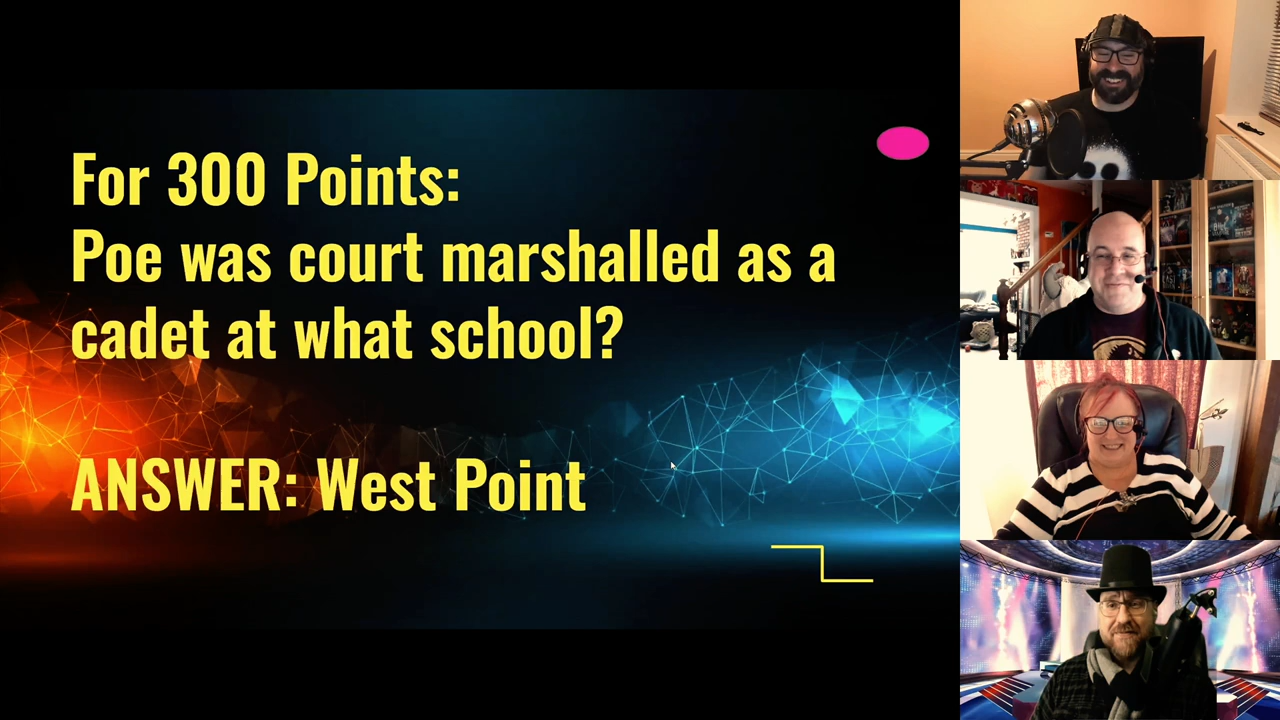 For 300 Points:
Poe was court marshalled as a
cadet at what school?
ANSWER: West Point